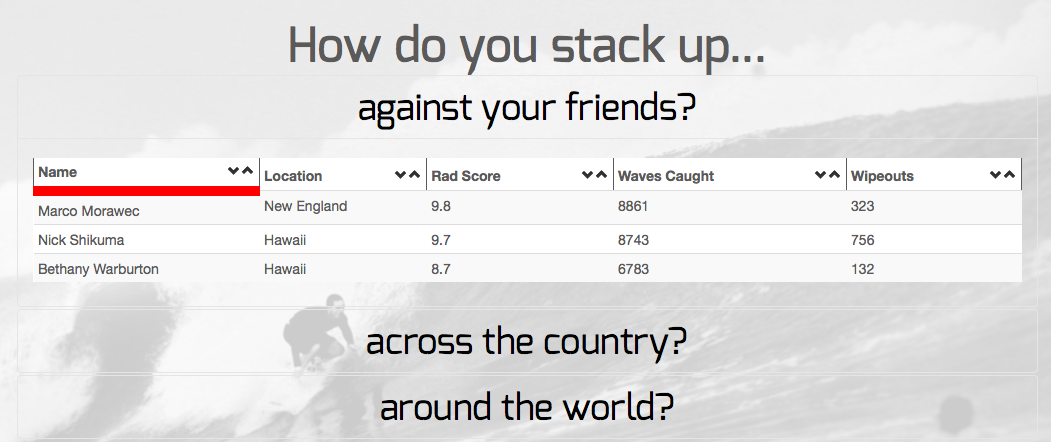 How do you stack up...
against your friends?
Name Location Rad Score Waves Caught Wipeouts
Marco Morawec New England 9.8 8861 323
Nick Shikuma Hawaii 9.7 8743 756
Bethany Warburton Hawaii 8.7 6783 132
across the country?
around the world?